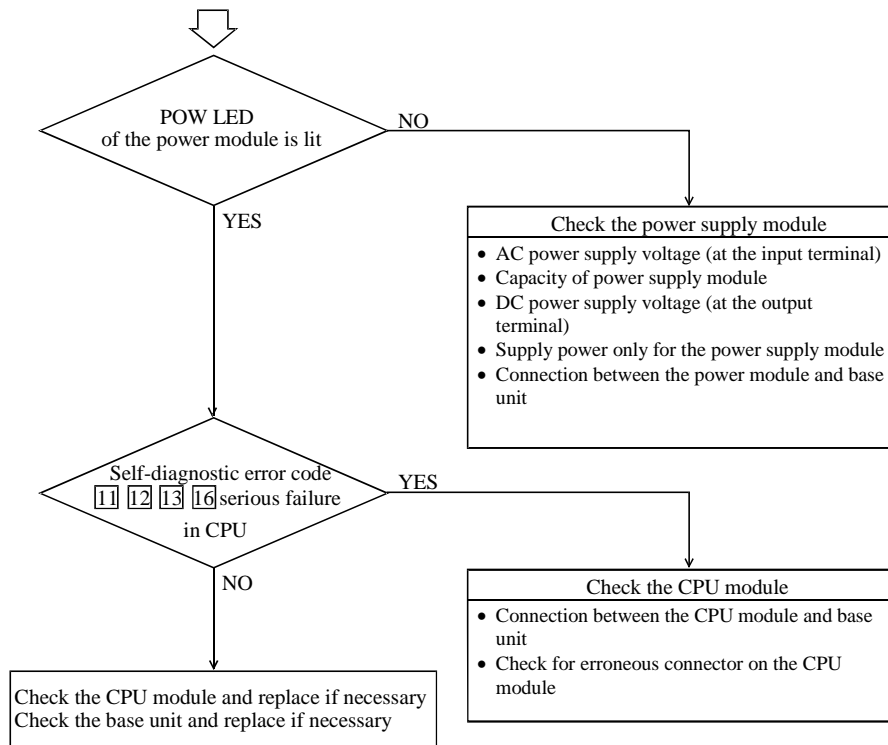 POW LED
of the power module is lit
NO
YES
Check the power supply module
• AC power supply voltage (at the input terminal)
• Capacity of power supply module
• DC power supply voltage (at the output
terminal)
• Supply power only for the power supply module
• Connection between the power module and base
unit
Self-diagnostic error code
11 12 13 16 serious failure
in CPU
YES
NO
Check the CPU module
• Connection between the CPU module and base
unit
• Check for erroneous connector on the CPU
module
Check the CPU module and replace if necessary
Check the base unit and replace if necessary